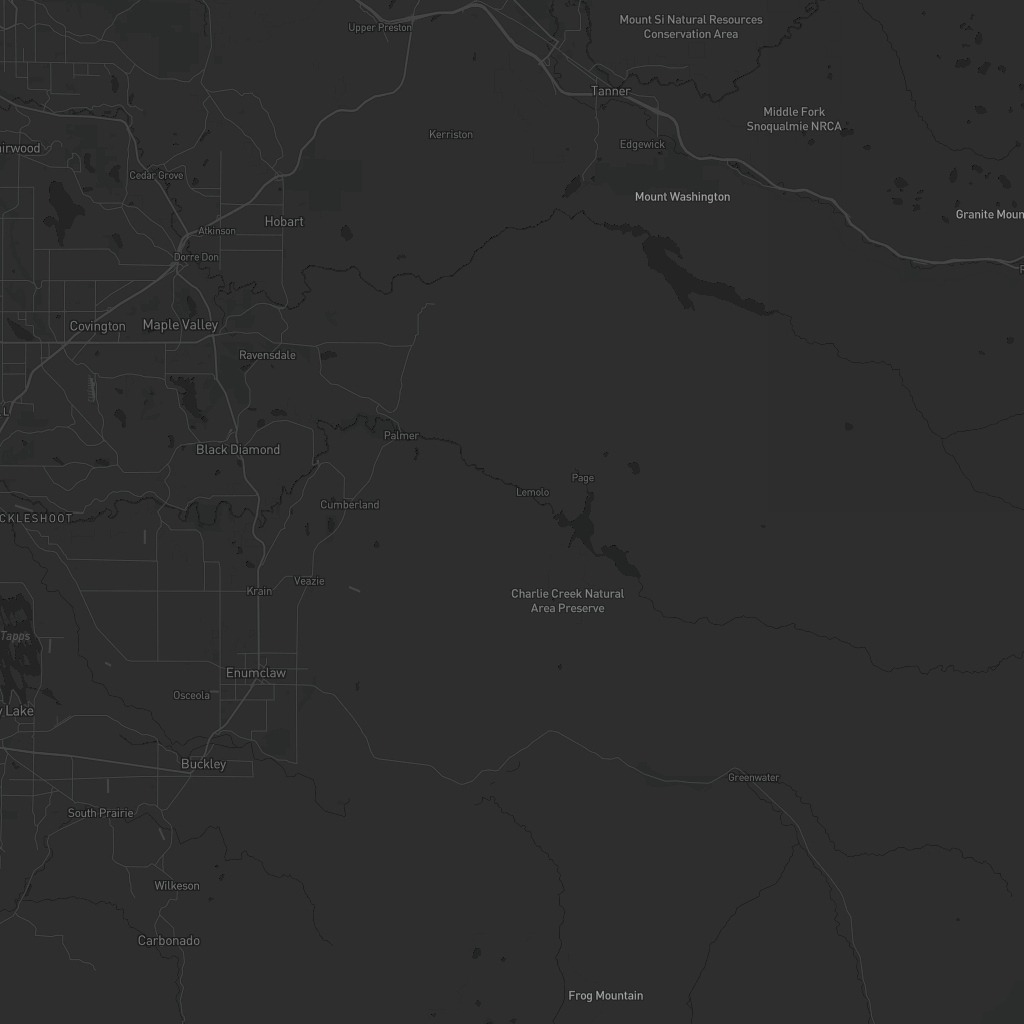 Mount Si Natural Resources
Conservation Area
Upper Preston
Tanner
Middle Fork
Snoqualmie NRCA
Kerriston
Edgewick
irwood
Cedar Grove
Mount Washington
Granite Moun
Hobart
Atkinson
Dorre Don
Covington
Maple Valley
Ravensdale
L
Palmer
Black Diamond
Page
Lemolo
Cumberland
CKLESHOOT
Veazie
Krain
Charlie Creek Natural
Area Preserve
Tapps
Enumclaw
Osceola
y Lake
Buckley
Greenwater
South Prairie
Wilkeson
Carbonado
Frog Mountain